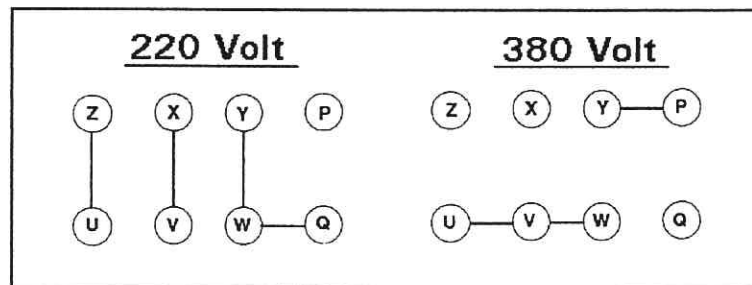 220 Volt 380 Volt
Z X Y P Z X Y P
U V W Q U V W Q